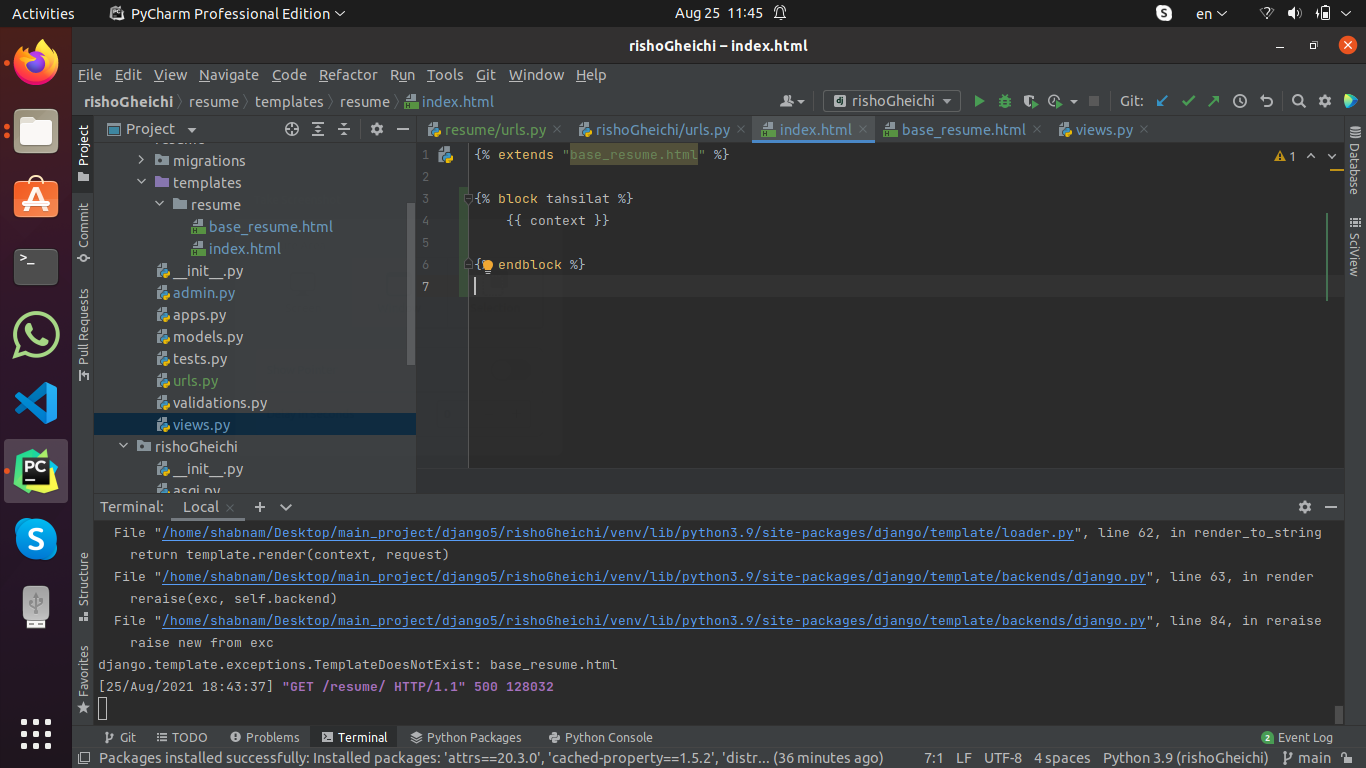 Activities PyCharm Professional Edition Aug 25 11:45 en
rishoGheichi – index.html
File Edit View Navigate Code Refactor Run Tools Git Window Help
rishoGheichi resume templates resume index.html rishoGheichi Git:
Project resume/urls.py rishoGheichi/urls.py index.html base_resume.html views.py
migrations
templates
resume
base_resume.html
index.html
__init__.py
admin.py
apps.py
models.py
tests.py
urls.py
validations.py
views.py
rishoGheichi
__init__.py
asgi.py
1 {% extends "base_resume.html" %}
2
3 {% block tahsilat %}
4 {{ context }}
5
6 {% endblock %}
7
1
Project
Commit
Pull Requests
Structure
Favorites
Database
SciView
Terminal: Local
File "/home/shabnam/Desktop/main_project/django5/rishoGheichi/venv/lib/python3.9/site-packages/django/template/loader.py", line 62, in render_to_string
return template.render(context, request)
File "/home/shabnam/Desktop/main_project/django5/rishoGheichi/venv/lib/python3.9/site-packages/django/template/backends/django.py", line 63, in render
reraise(exc, self.backend)
File "/home/shabnam/Desktop/main_project/django5/rishoGheichi/venv/lib/python3.9/site-packages/django/template/backends/django.py", line 84, in reraise
raise new from exc
django.template.exceptions.TemplateDoesNotExist: base_resume.html
[25/Aug/2021 18:43:37] "GET /resume/ HTTP/1.1" 500 128032
Git TODO Problems Terminal Python Packages Python Console 2 Event Log
Packages installed successfully: Installed packages: 'attrs==20.3.0', 'cached-property==1.5.2', 'distr... (36 minutes ago) 7:1 LF UTF-8 4 spaces Python 3.9 (rishoGheichi) main